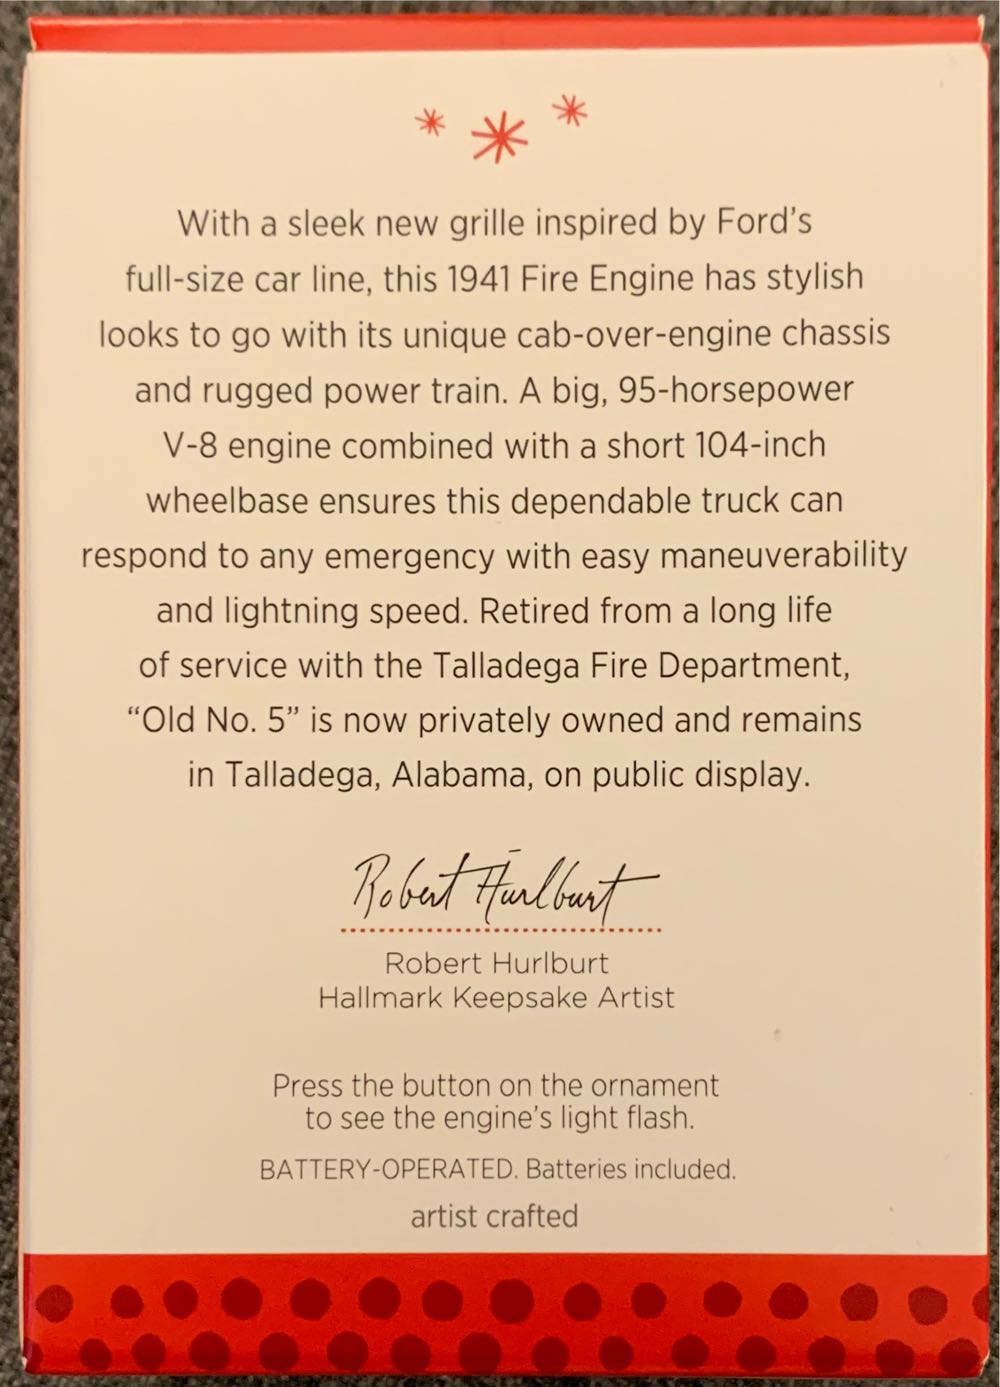 With a sleek new grille inspired by Ford’s
full-size car line, this 1941 Fire Engine has stylish
looks to go with its unique cab-over-engine chassis
and rugged power train. A big, 95-horsepower
V-8 engine combined with a short 104-inch
wheelbase ensures this dependable truck can
respond to any emergency with easy maneuverability
and lightning speed. Retired from a long life
of service with the Talladega Fire Department,
“Old No. 5” is now privately owned and remains
in Talladega, Alabama, on public display.
Robert Hurlburt
Robert Hurlburt
Hallmark Keepsake Artist
Press the button on the ornament
to see the engine’s light flash.
BATTERY-OPERATED. Batteries included.
artist crafted